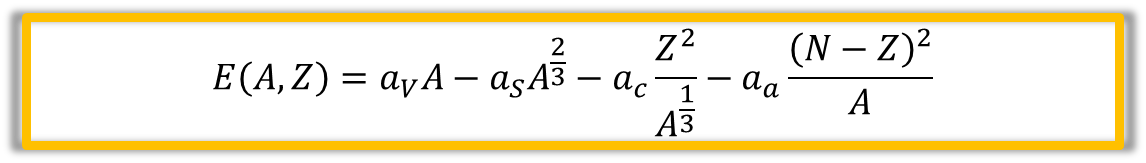 E(A, Z) = a_V A − a_S A^{2/3} − a_c Z^2 / A^{1/3} − a_a (N − Z)^2 / A